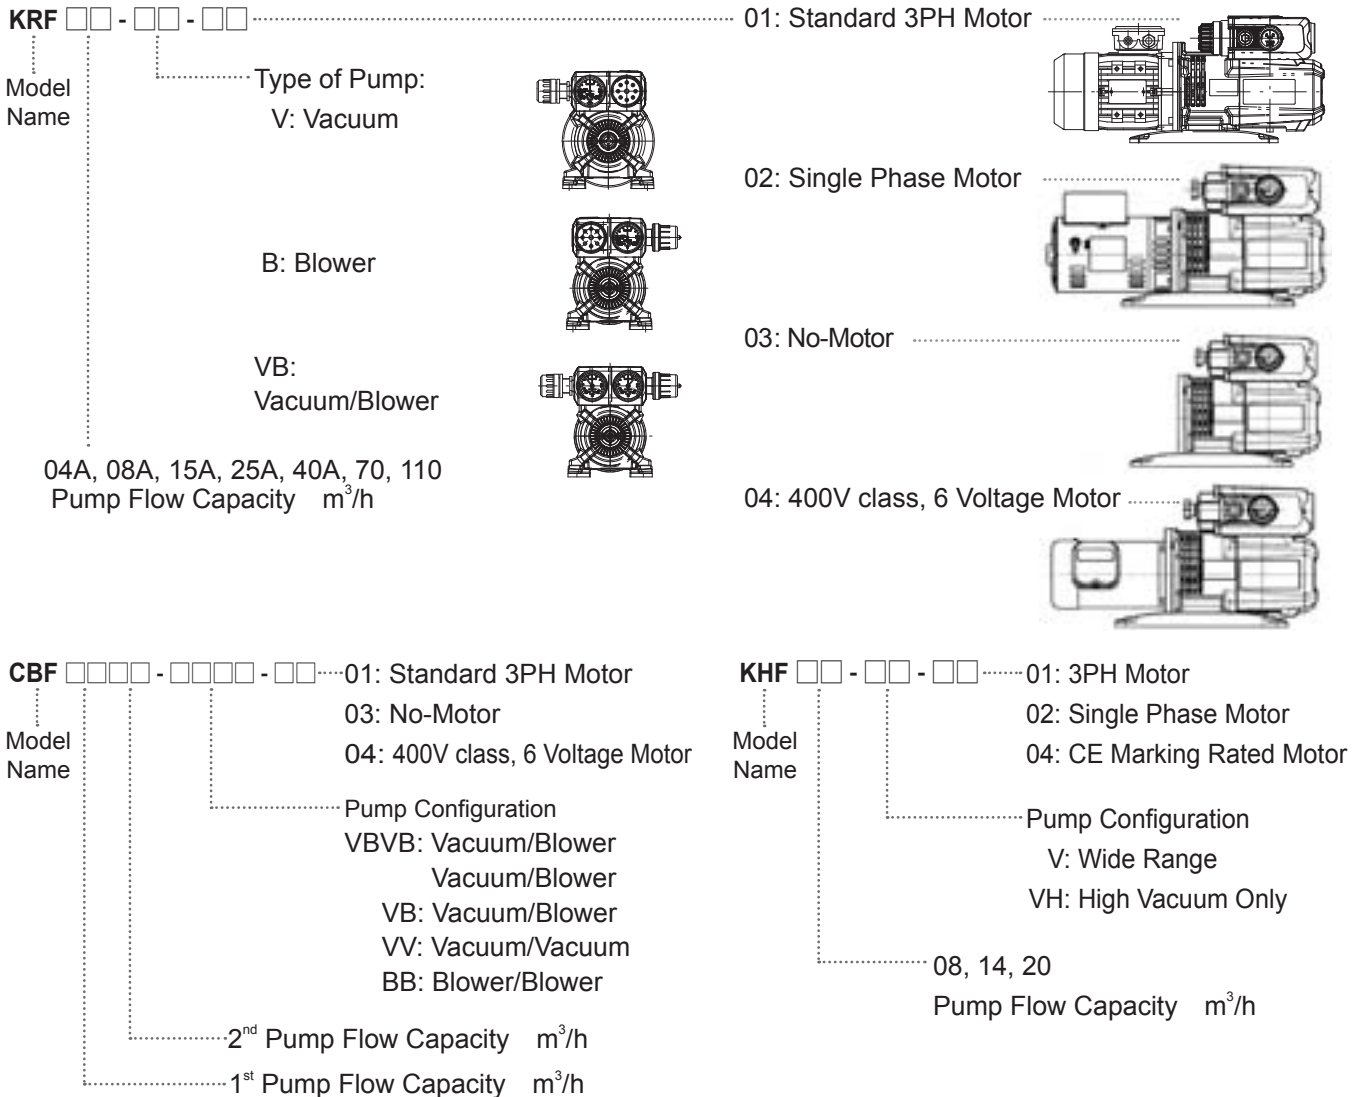 KRF □□ - □□ - □□
01: Standard 3PH Motor
Model
Name
Type of Pump:
V: Vacuum
B: Blower
VB:
Vacuum/Blower
04A, 08A, 15A, 25A, 40A, 70, 110
Pump Flow Capacity m³/h
02: Single Phase Motor
03: No-Motor
04: 400V class, 6 Voltage Motor
CBF □□□□ - □□□□ - □□
01: Standard 3PH Motor
03: No-Motor
04: 400V class, 6 Voltage Motor
Model
Name
Pump Configuration
VBVB: Vacuum/Blower
Vacuum/Blower
VB: Vacuum/Blower
VV: Vacuum/Vacuum
BB: Blower/Blower
2nd Pump Flow Capacity m³/h
1st Pump Flow Capacity m³/h
KHF □□ - □□ - □□
01: 3PH Motor
02: Single Phase Motor
04: CE Marking Rated Motor
Model
Name
Pump Configuration
V: Wide Range
VH: High Vacuum Only
08, 14, 20
Pump Flow Capacity m³/h